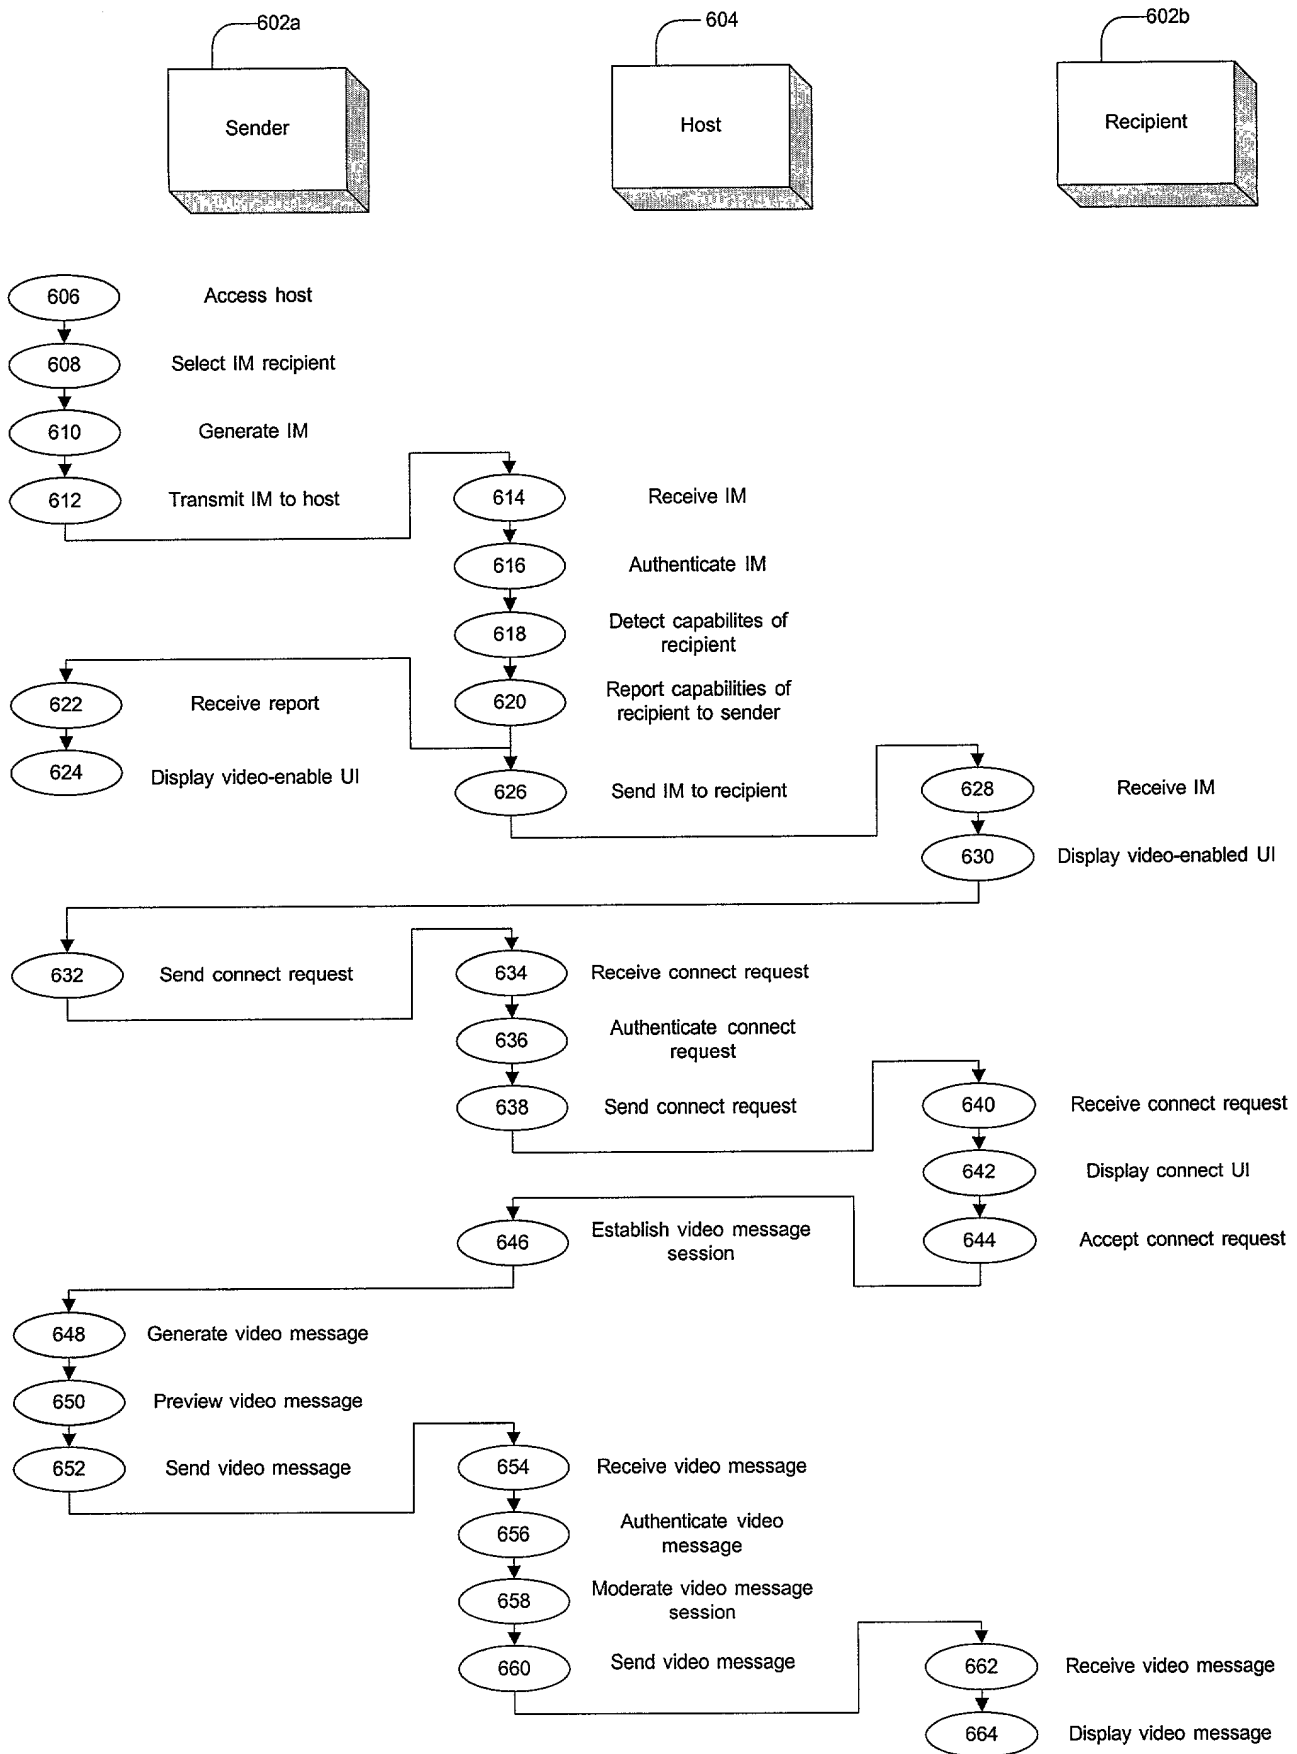 602a
604
602b
Sender
Host
Recipient
606 Access host
608 Select IM recipient
610 Generate IM
612 Transmit IM to host
614 Receive IM
616 Authenticate IM
618 Detect capabilites of
recipient
620 Report capabilities of
recipient to sender
622 Receive report
624 Display video-enable UI
626 Send IM to recipient
628 Receive IM
630 Display video-enabled UI
632 Send connect request
634 Receive connect request
636 Authenticate connect
request
638 Send connect request
640 Receive connect request
642 Display connect UI
644 Accept connect request
646 Establish video message
session
648 Generate video message
650 Preview video message
652 Send video message
654 Receive video message
656 Authenticate video
message
658 Moderate video message
session
660 Send video message
662 Receive video message
664 Display video message